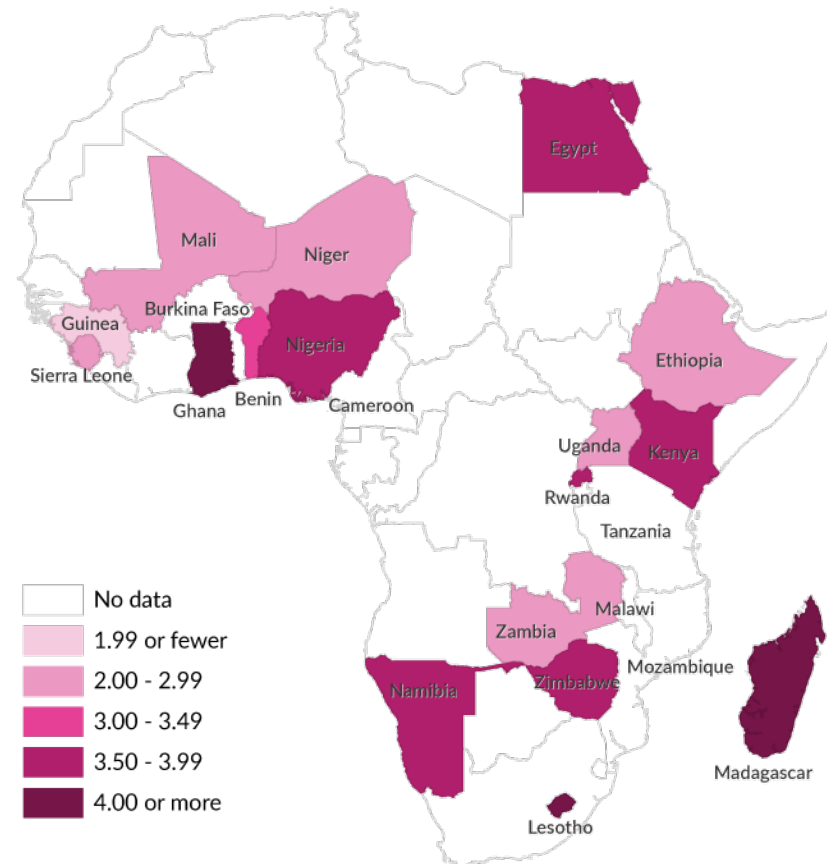 Egypt
Mali
Niger
Burkina Faso
Guinea
Nigeria
Sierra Leone
Ethiopia
Ghana
Benin
Cameroon
Uganda
Kenya
Rwanda
Tanzania
Malawi
Zambia
Mozambique
Namibia
Zimbabwe
Madagascar
Lesotho
No data
1.99 or fewer
2.00 - 2.99
3.00 - 3.49
3.50 - 3.99
4.00 or more